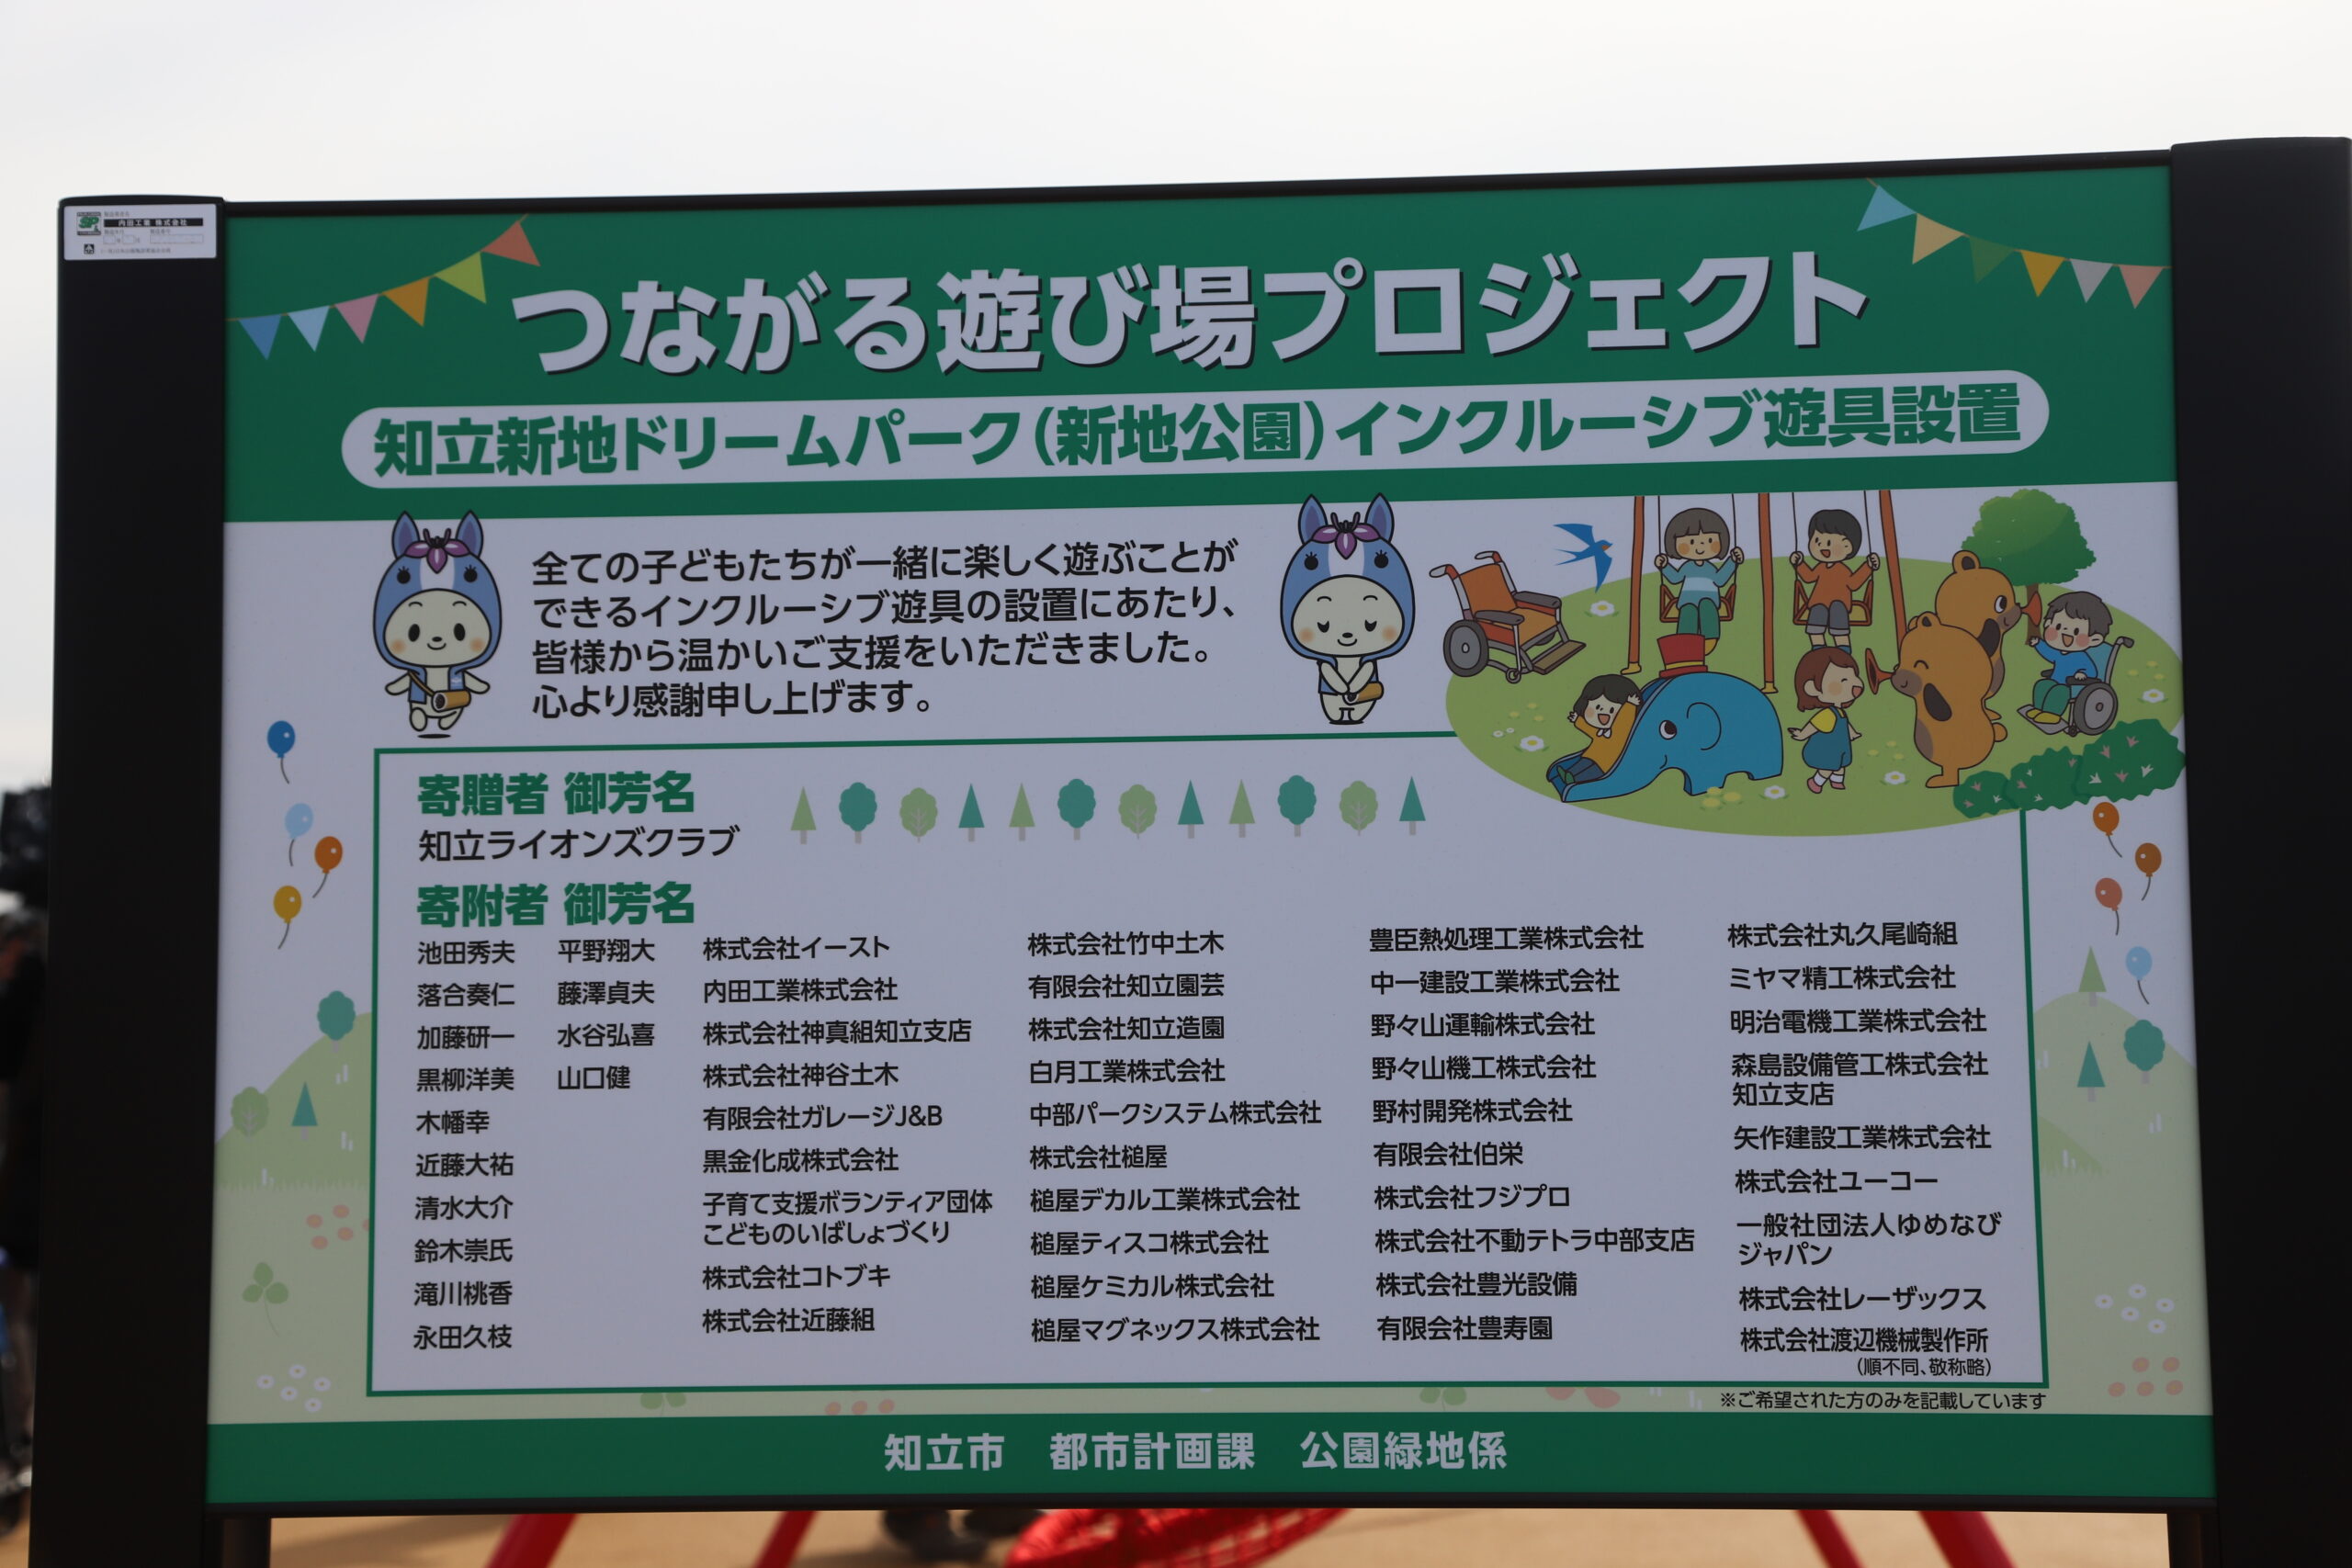 内田工業 株式会社
つながる遊び場プロジェクト
知立新地ドリームパーク(新地公園)インクルーシブ遊具設置
全ての子どもたちが一緒に楽しく遊ぶことが
できるインクルーシブ遊具の設置にあたり、
皆様から温かいご支援をいただきました。
心より感謝申し上げます。
寄贈者 御芳名
知立ライオンズクラブ
寄附者 御芳名
池田秀夫
落合奏仁
加藤研一
黒柳洋美
木幡幸
近藤大祐
清水大介
鈴木崇氏
滝川桃香
永田久枝
平野翔大
藤澤貞夫
水谷弘喜
山口健
株式会社イースト
内田工業株式会社
株式会社神真組知立支店
株式会社神谷土木
有限会社ガレージJ&B
黒金化成株式会社
子育て支援ボランティア団体
こどものいばしょづくり
株式会社コトブキ
株式会社近藤組
株式会社竹中土木
有限会社知立園芸
株式会社知立造園
白月工業株式会社
中部パークシステム株式会社
株式会社槌屋
槌屋デカル工業株式会社
槌屋ティスコ株式会社
槌屋ケミカル株式会社
槌屋マグネックス株式会社
豊臣熱処理工業株式会社
中一建設工業株式会社
野々山運輸株式会社
野々山機工株式会社
野村開発株式会社
有限会社伯栄
株式会社フジプロ
株式会社不動テトラ中部支店
株式会社豊光設備
有限会社豊寿園
株式会社丸久尾崎組
ミヤマ精工株式会社
明治電機工業株式会社
森島設備管工株式会社
知立支店
矢作建設工業株式会社
株式会社ユーコー
一般社団法人ゆめなび
ジャパン
株式会社レーザックス
株式会社渡辺機械製作所
(順不同、敬称略)
※ご希望された方のみを記載しています
知立市 都市計画課 公園緑地係